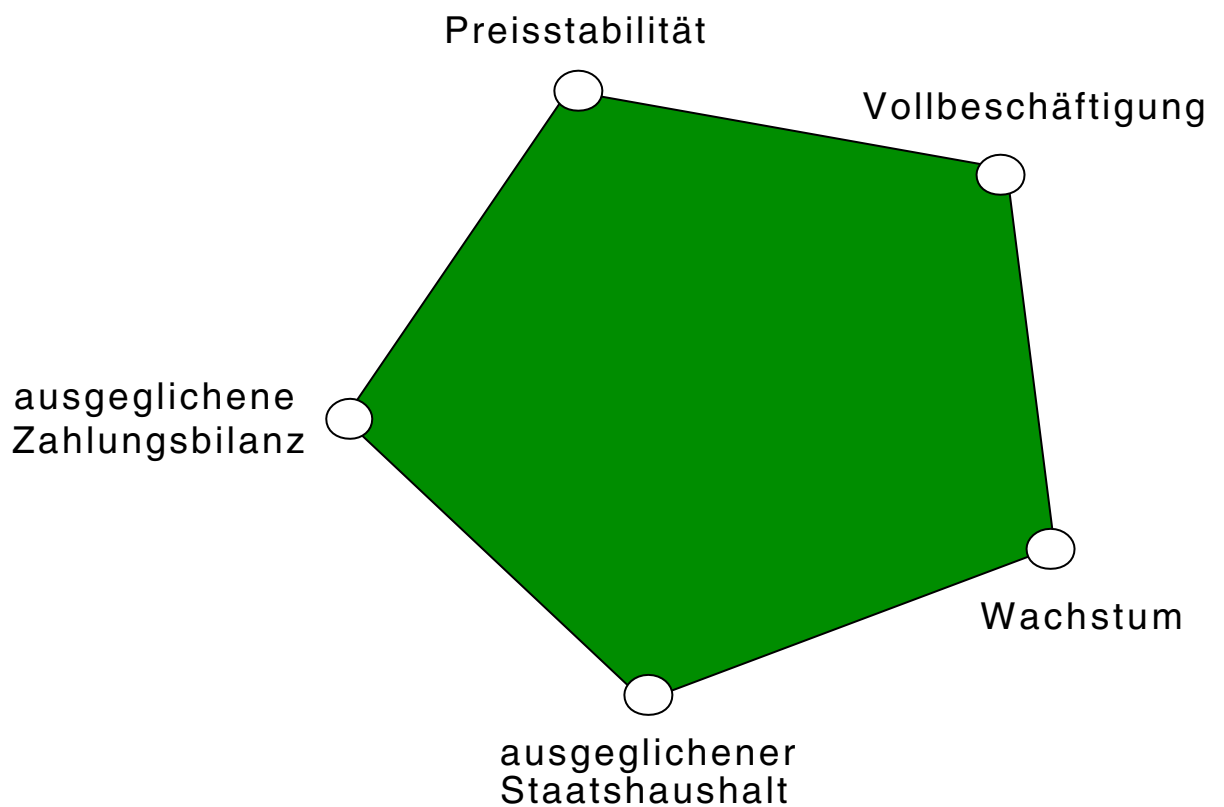 Preisstabilität
Vollbeschäftigung
ausgeglichene
Zahlungsbilanz
Wachstum
ausgeglichener
Staatshaushalt